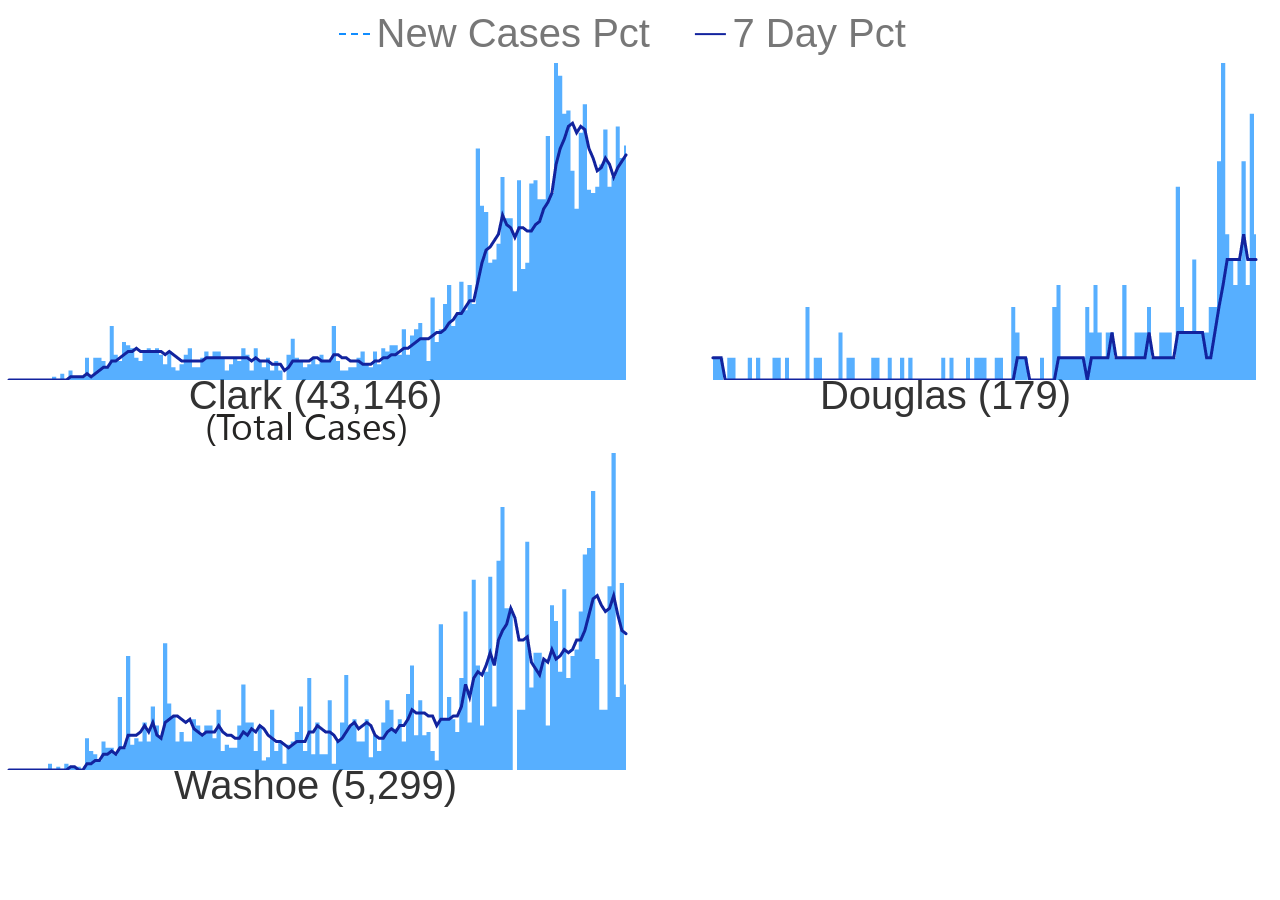 New Cases Pct 7 Day Pct
Clark (43,146) Douglas (179)
(Total Cases)
Washoe (5,299)